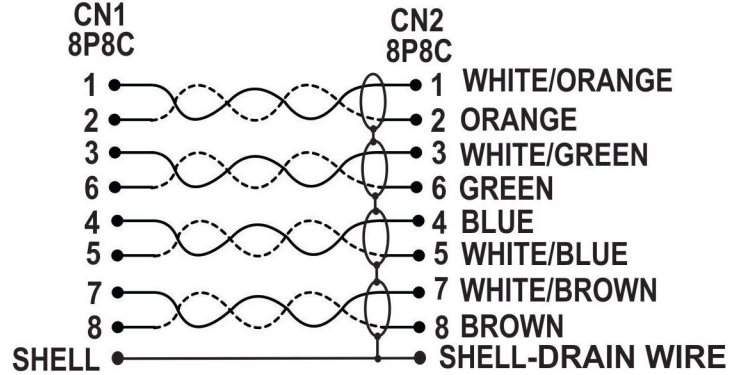 CN1
8P8C
CN2
8P8C
1 1 WHITE/ORANGE
2 2 ORANGE
3 3 WHITE/GREEN
6 6 GREEN
4 4 BLUE
5 5 WHITE/BLUE
7 7 WHITE/BROWN
8 8 BROWN
SHELL SHELL-DRAIN WIRE